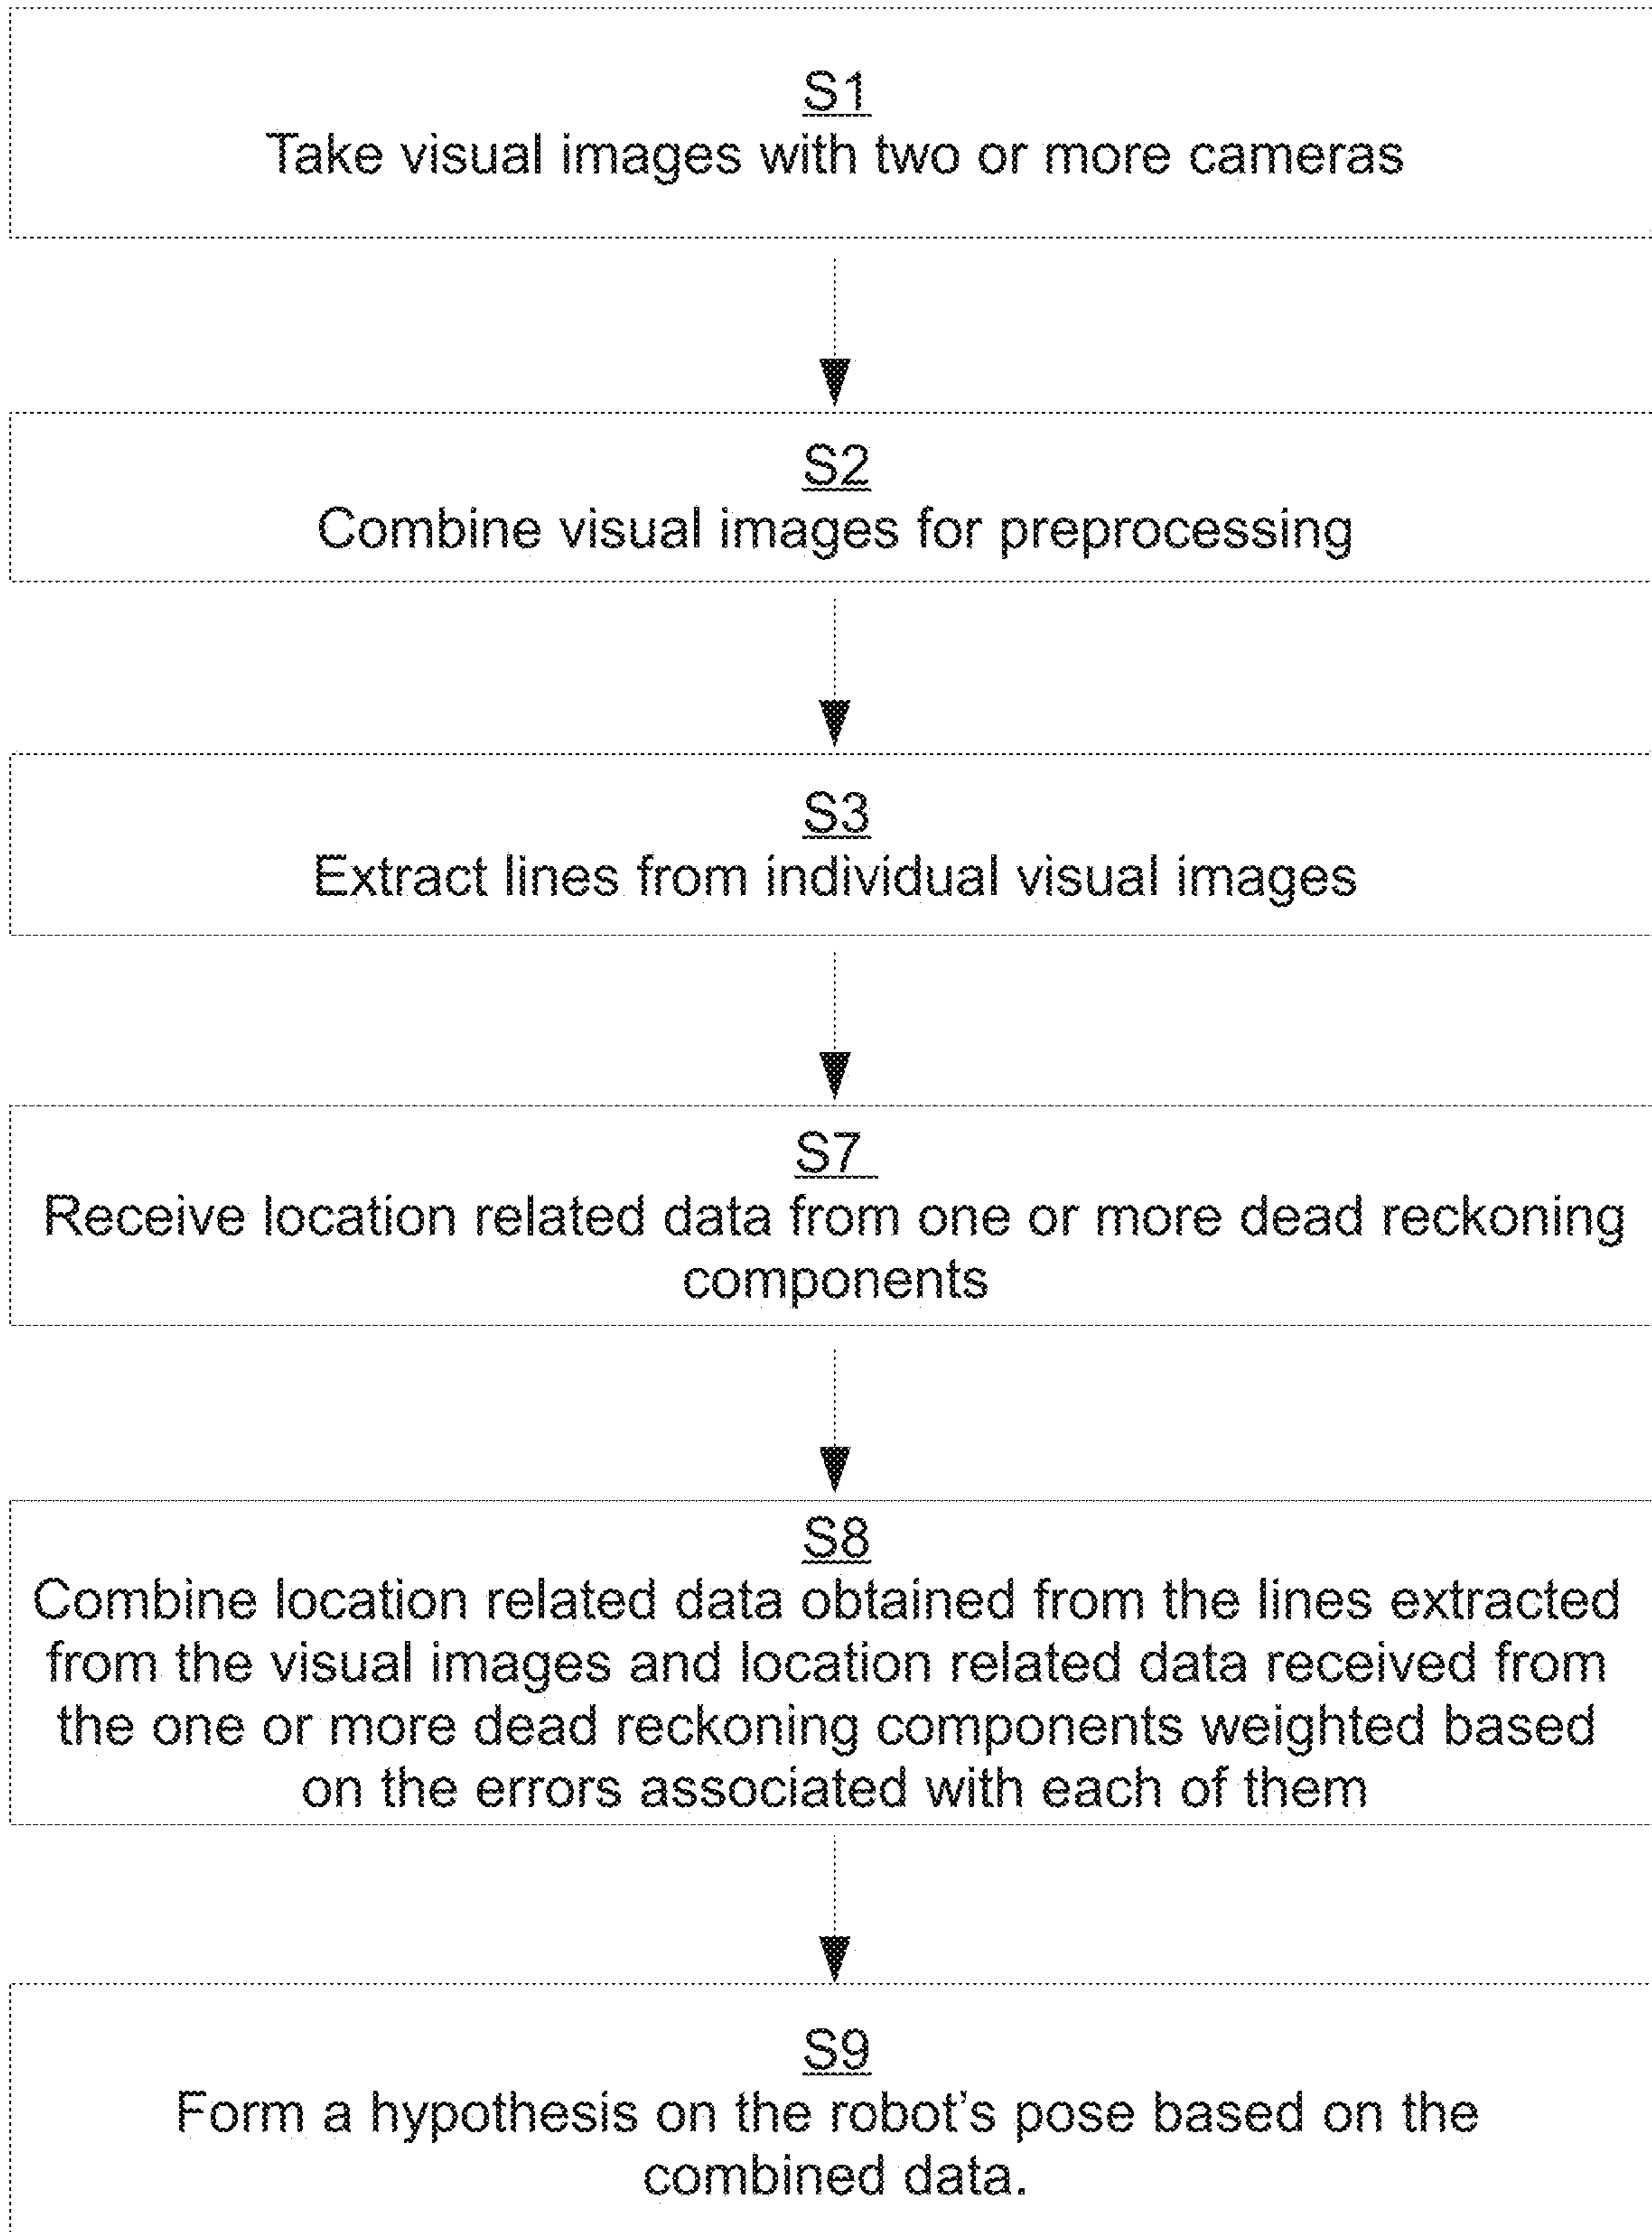 S1
Take visual images with two or more cameras
S2
Combine visual images for preprocessing
S3
Extract lines from individual visual images
S7
Receive location related data from one or more dead reckoning
components
S8
Combine location related data obtained from the lines extracted
from the visual images and location related data received from
the one or more dead reckoning components weighted based
on the errors associated with each of them
S9
Form a hypothesis on the robot’s pose based on the
combined data.